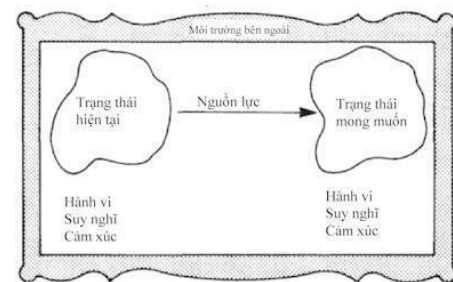 Môi trường bên ngoài
Trạng thái
hiện tại
Nguồn lực
Trạng thái
mong muốn
Hành vi
Suy nghĩ
Cảm xúc
Hành vi
Suy nghĩ
Cảm xúc